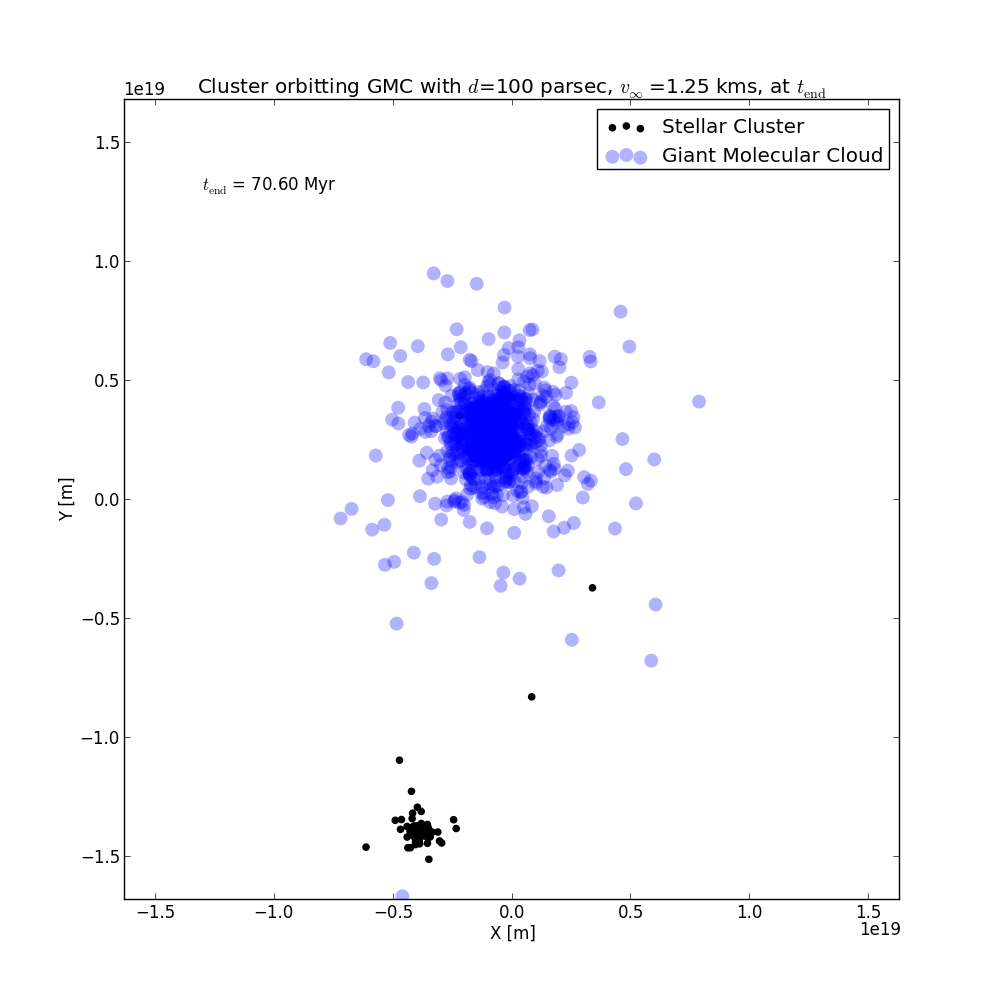 1e19
Cluster orbitting GMC with d=100 parsec, v∞ =1.25 kms, at t_end
1.5
1.0
0.5
0.0
−0.5
−1.0
−1.5
Y [m]
Stellar Cluster
Giant Molecular Cloud
t_end = 70.60 Myr
−1.5 −1.0 −0.5 0.0 0.5 1.0 1.5
X [m]
1e19